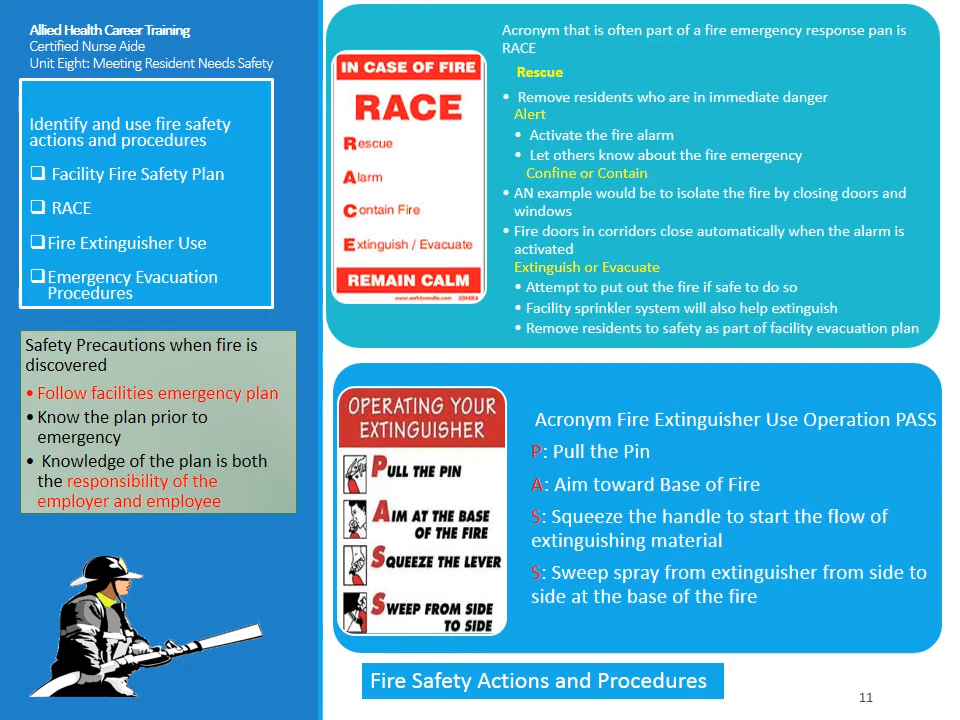 Allied Health Career Training
Certified Nurse Aide
Unit Eight: Meeting Resident Needs Safety
Identify and use fire safety
actions and procedures
Facility Fire Safety Plan
RACE
Fire Extinguisher Use
Emergency Evacuation
Procedures
Safety Precautions when fire is
discovered
• Follow facilities emergency plan
• Know the plan prior to
emergency
• Knowledge of the plan is both
the responsibility of the
employer and employee
IN CASE OF FIRE
RACE
Rescue
Alarm
Contain Fire
Extinguish / Evacuate
REMAIN CALM
www.safetymedia.com
Acronym that is often part of a fire emergency response pan is
RACE
Rescue
• Remove residents who are in immediate danger
Alert
• Activate the fire alarm
• Let others know about the fire emergency
Confine or Contain
• AN example would be to isolate the fire by closing doors and
windows
• Fire doors in corridors close automatically when the alarm is
activated
Extinguish or Evacuate
• Attempt to put out the fire if safe to do so
• Facility sprinkler system will also help extinguish
• Remove residents to safety as part of facility evacuation plan
OPERATING YOUR
EXTINGUISHER
PULL THE PIN
AIM AT THE BASE
OF THE FIRE
SQUEEZE THE LEVER
SWEEP FROM SIDE
TO SIDE
Acronym Fire Extinguisher Use Operation PASS
P: Pull the Pin
A: Aim toward Base of Fire
S: Squeeze the handle to start the flow of
extinguishing material
S: Sweep spray from extinguisher from side to
side at the base of the fire
Fire Safety Actions and Procedures
11